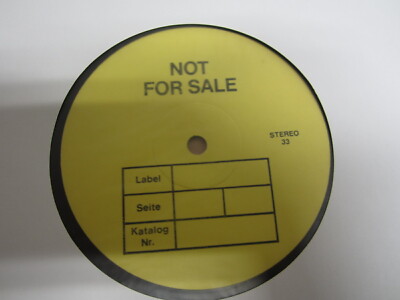 NOT
FOR SALE
STEREO
33
Label
Seite
Katalog
Nr.